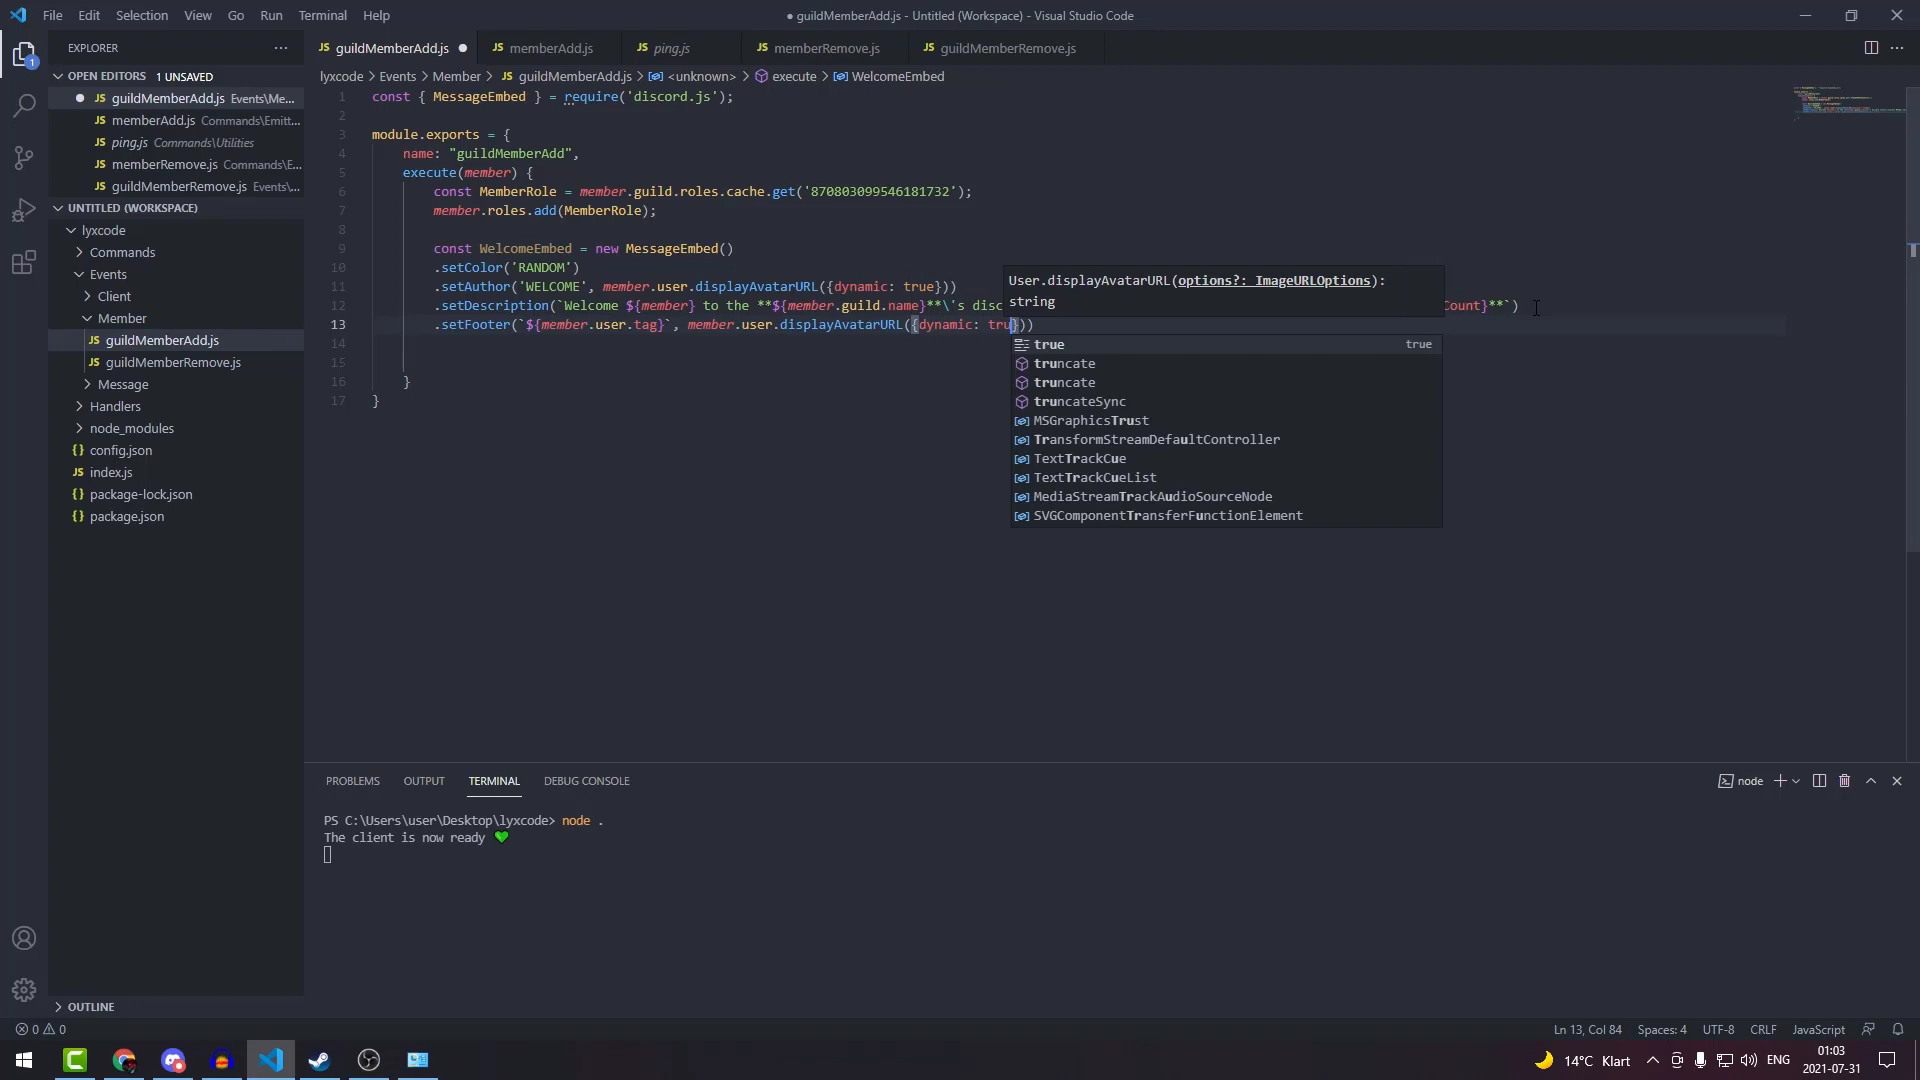 File Edit Selection View Go Run Terminal Help
● guildMemberAdd.js - Untitled (Workspace) - Visual Studio Code
EXPLORER
guildMemberAdd.js ● memberAdd.js ping.js memberRemove.js guildMemberRemove.js
OPEN EDITORS 1 UNSAVED
JS guildMemberAdd.js Events\Me...
JS memberAdd.js Commands\Emitt...
JS ping.js Commands\Utilities
JS memberRemove.js Commands\E...
JS guildMemberRemove.js Events\...
UNTITLED (WORKSPACE)
lyxcode
Commands
Events
Client
Member
JS guildMemberAdd.js
JS guildMemberRemove.js
Message
Handlers
node_modules
{} config.json
JS index.js
{} package-lock.json
{} package.json
OUTLINE
lyxcode > Events > Member > JS guildMemberAdd.js > <unknown> > execute > WelcomeEmbed
1 const { MessageEmbed } = require('discord.js');
2
3 module.exports = {
4 name: "guildMemberAdd",
5 execute(member) {
6 const MemberRole = member.guild.roles.cache.get('870803099546181732');
7 member.roles.add(MemberRole);
8
9 const WelcomeEmbed = new MessageEmbed()
10 .setColor('RANDOM')
11 .setAuthor('WELCOME', member.user.displayAvatarURL({dynamic: true}))
12 .setDescription(`Welcome ${member} to the **${member.guild.name}**\'s disc Count}**`)
13 .setFooter(`${member.user.tag}`, member.user.displayAvatarURL({dynamic: tru}))
14
15
16 }
17 }
User.displayAvatarURL(options?: ImageURLOptions):
string
true true
truncate
truncate
truncateSync
MSGraphicsTrust
TransformStreamDefaultController
TextTrackCue
TextTrackCueList
MediaStreamTrackAudioSourceNode
SVGComponentTransferFunctionElement
PROBLEMS OUTPUT TERMINAL DEBUG CONSOLE
node
PS C:\Users\user\Desktop\lyxcode> node .
The client is now ready 💚
0 0
Ln 13, Col 84 Spaces: 4 UTF-8 CRLF JavaScript
14°C Klart ENG
01:03
2021-07-31